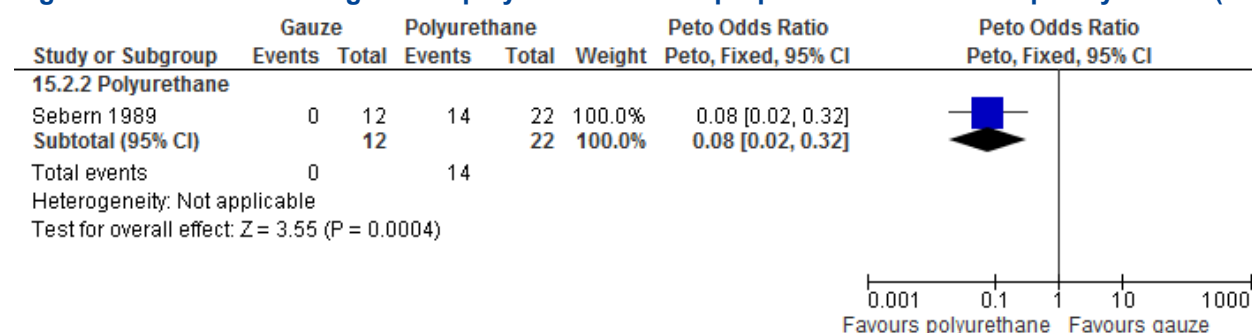 Gauze Polyurethane Peto Odds Ratio Peto Odds Ratio
Study or Subgroup Events Total Events Total Weight Peto, Fixed, 95% CI Peto, Fixed, 95% CI
15.2.2 Polyurethane
Sebern 1989 0 12 14 22 100.0% 0.08 [0.02, 0.32]
Subtotal (95% CI) 12 22 100.0% 0.08 [0.02, 0.32]
Total events 0 14
Heterogeneity: Not applicable
Test for overall effect: Z = 3.55 (P = 0.0004)
0.001 0.1 1 10 1000
Favours polyurethane Favours gauze